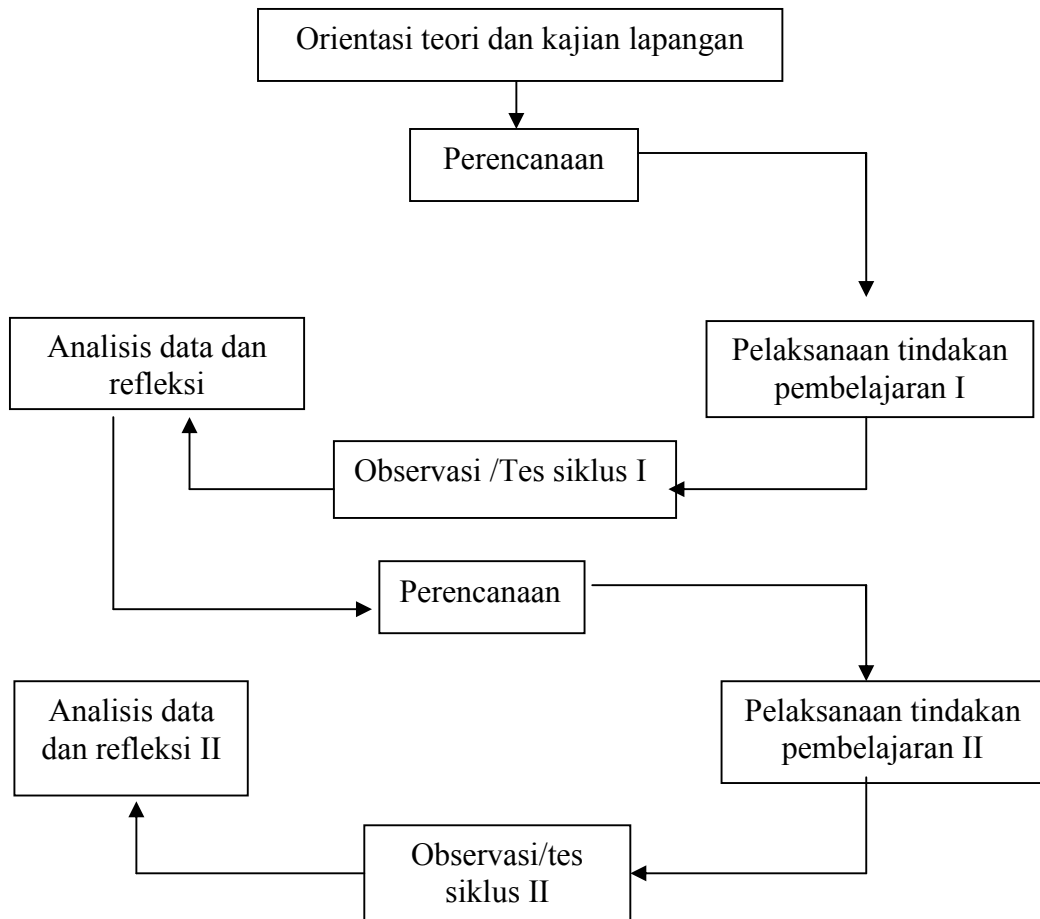 Orientasi teori dan kajian lapangan
Perencanaan
Analisis data dan
refleksi
Pelaksanaan tindakan
pembelajaran I
Observasi /Tes siklus I
Perencanaan
Analisis data
dan refleksi II
Pelaksanaan tindakan
pembelajaran II
Observasi/tes
siklus II